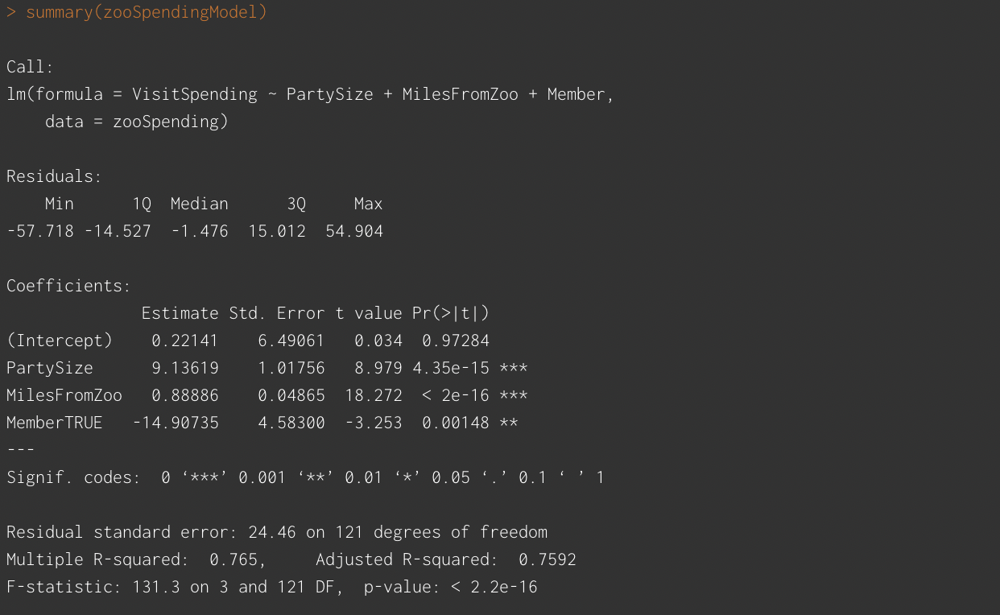 > summary(zooSpendingModel)
Call:
lm(formula = VisitSpending ~ PartySize + MilesFromZoo + Member,
    data = zooSpending)
Residuals:
    Min      1Q  Median      3Q     Max
-57.718 -14.527  -1.476  15.012  54.904
Coefficients:
              Estimate Std. Error t value Pr(>|t|)
(Intercept)    0.22141    6.49061   0.034  0.97284
PartySize      9.13619    1.01756   8.979 4.35e-15 ***
MilesFromZoo   0.88886    0.04865  18.272  < 2e-16 ***
MemberTRUE   -14.90735    4.58300  -3.253  0.00148 **
---
Signif. codes:  0 ‘***’ 0.001 ‘**’ 0.01 ‘*’ 0.05 ‘.’ 0.1 ‘ ’ 1
Residual standard error: 24.46 on 121 degrees of freedom
Multiple R-squared:  0.765,     Adjusted R-squared:  0.7592
F-statistic: 131.3 on 3 and 121 DF,  p-value: < 2.2e-16